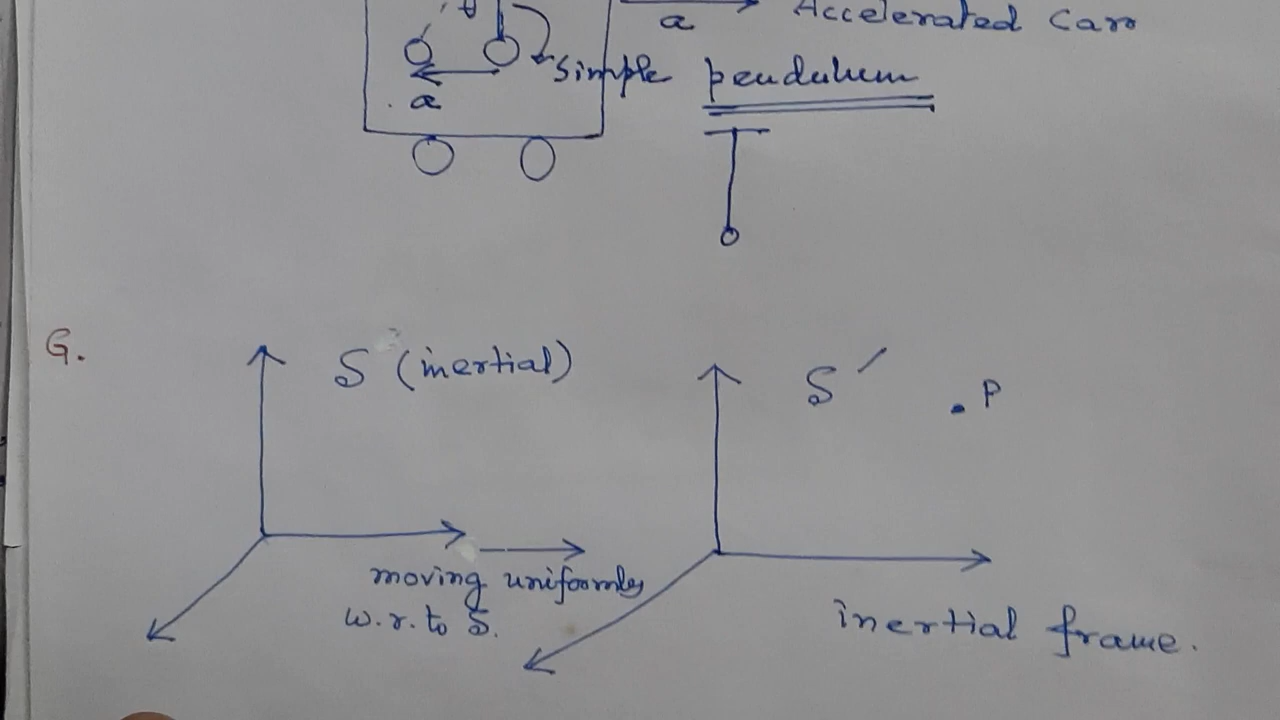 θ
a Accelerated Car
Simple pendulum
a
G.
S (inertial)
S′ . P
moving uniformly
w.r.to S.
inertial frame.